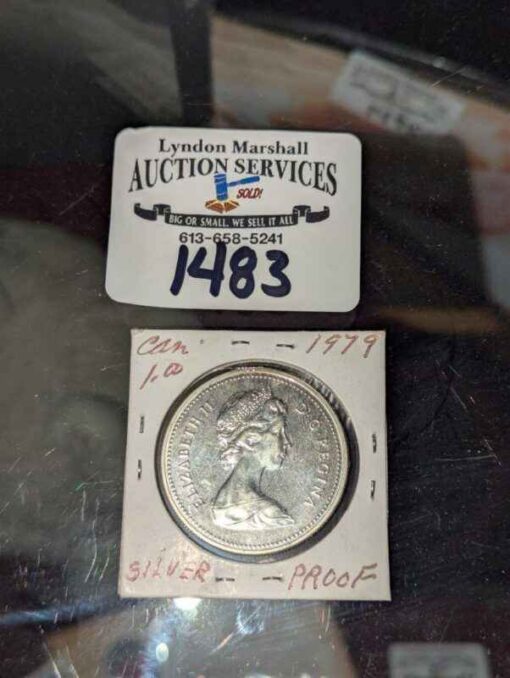 Lyndon Marshall
AUCTION SERVICES
SOLD!
BIG OR SMALL, WE SELL IT ALL
613-658-5241
1483
Can 1979
1.00
ELIZABETH II D·G·REGINA
SILVER PROOF